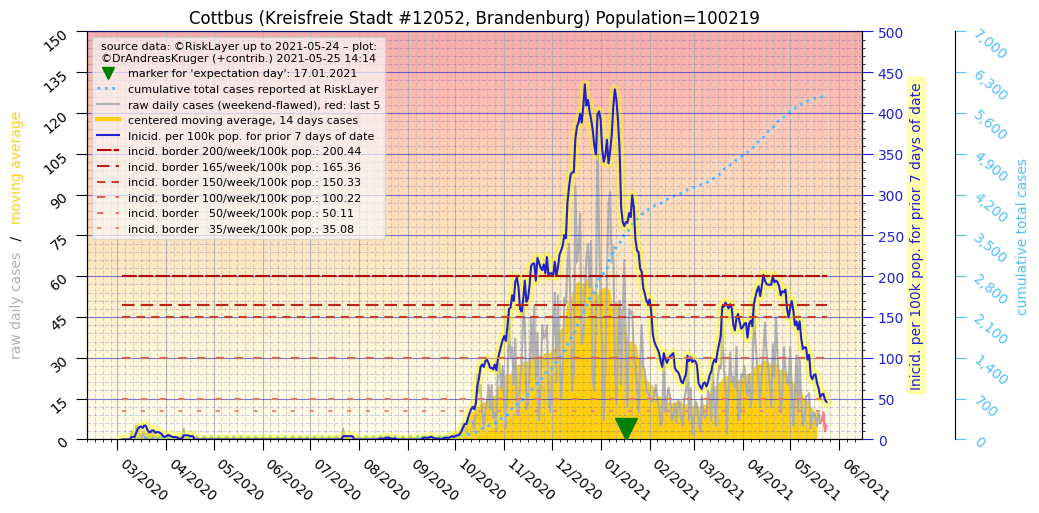 Cottbus (Kreisfreie Stadt #12052, Brandenburg) Population=100219
source data: ©RiskLayer up to 2021-05-24 – plot:
©DrAndreasKruger (+contrib.) 2021-05-25 14:14
marker for 'expectation day': 17.01.2021
cumulative total cases reported at RiskLayer
raw daily cases (weekend-flawed), red: last 5
centered moving average, 14 days cases
Inicid. per 100k pop. for prior 7 days of date
incid. border 200/week/100k pop.: 200.44
incid. border 165/week/100k pop.: 165.36
incid. border 150/week/100k pop.: 150.33
incid. border 100/week/100k pop.: 100.22
incid. border 50/week/100k pop.: 50.11
incid. border 35/week/100k pop.: 35.08
raw daily cases / moving average
150
135
120
105
90
75
60
45
30
15
0
03/2020
04/2020
05/2020
06/2020
07/2020
08/2020
09/2020
10/2020
11/2020
12/2020
01/2021
02/2021
03/2021
04/2021
05/2021
06/2021
500
450
400
350
300
250
200
150
100
50
0
Inicid. per 100k pop. for prior 7 days of date
7,000
6,300
5,600
4,900
4,200
3,500
2,800
2,100
1,400
700
0
cumulative total cases